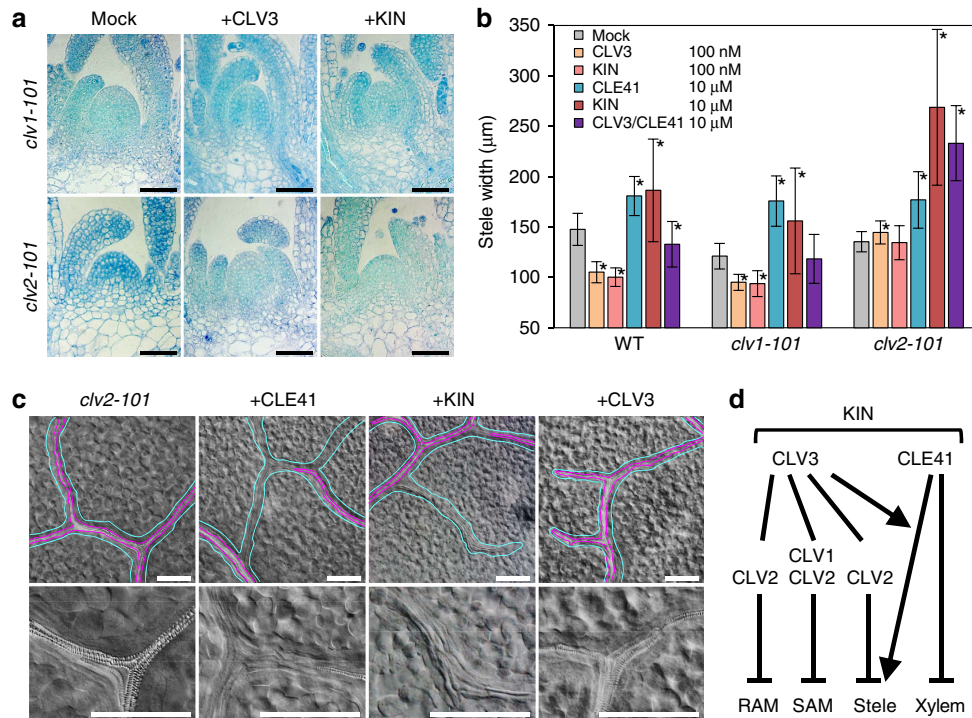 a
Mock +CLV3 +KIN
clv1-101
clv2-101
b
Stele width (μm)
350
300
250
200
150
100
50
Mock
CLV3 100 nM
KIN 100 nM
CLE41 10 μM
KIN 10 μM
CLV3/CLE41 10 μM
* * * * * *
* * * *
* * * *
WT clv1-101 clv2-101
c
clv2-101 +CLE41 +KIN +CLV3
d
KIN
CLV3 CLE41
CLV1
CLV2 CLV2 CLV2
RAM SAM Stele Xylem